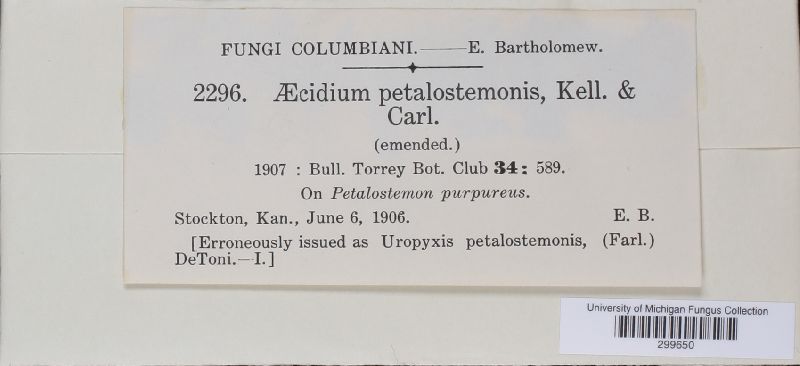 FUNGI COLUMBIANI.——E. Bartholomew.
2296. Æcidium petalostemonis, Kell. &
Carl.
(emended.)
1907 : Bull. Torrey Bot. Club 34: 589.
On Petalostemon purpureus.
Stockton, Kan., June 6, 1906. E. B.
[Erroneously issued as Uropyxis petalostemonis, (Farl.)
DeToni.—I.]
University of Michigan Fungus Collection
299650